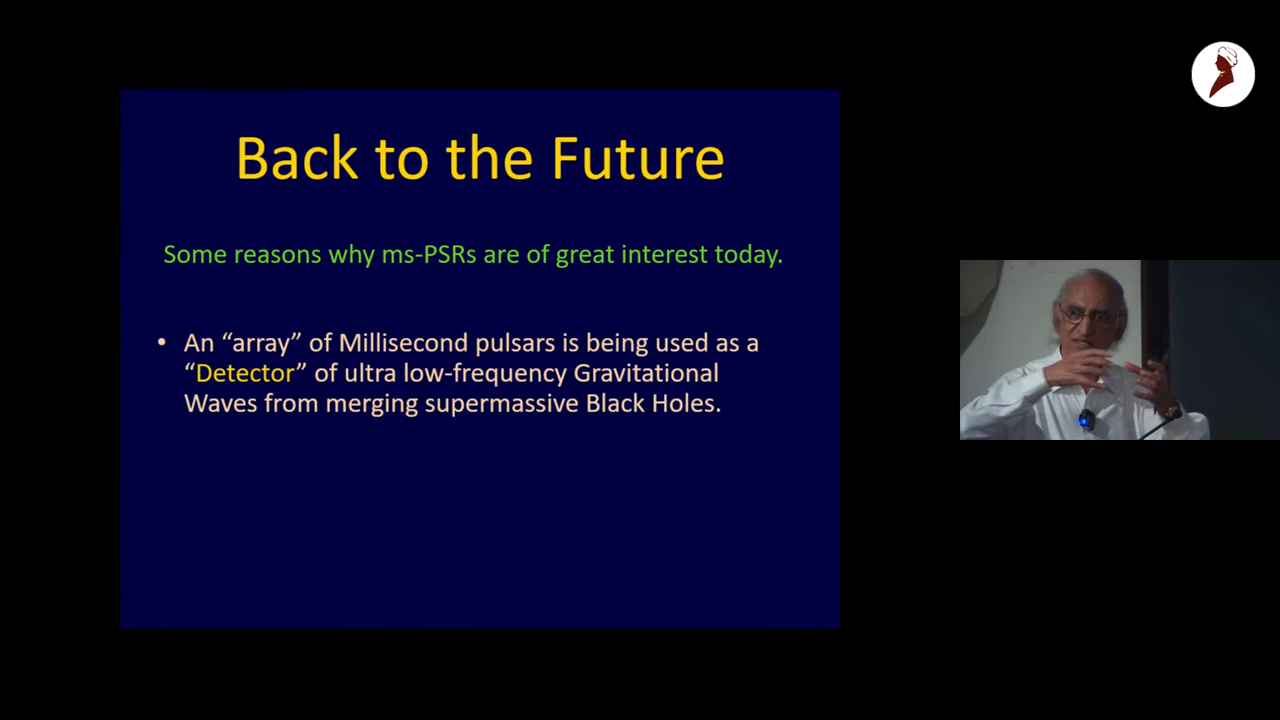 Back to the Future
Some reasons why ms-PSRs are of great interest today.
• An “array” of Millisecond pulsars is being used as a
“Detector” of ultra low-frequency Gravitational
Waves from merging supermassive Black Holes.